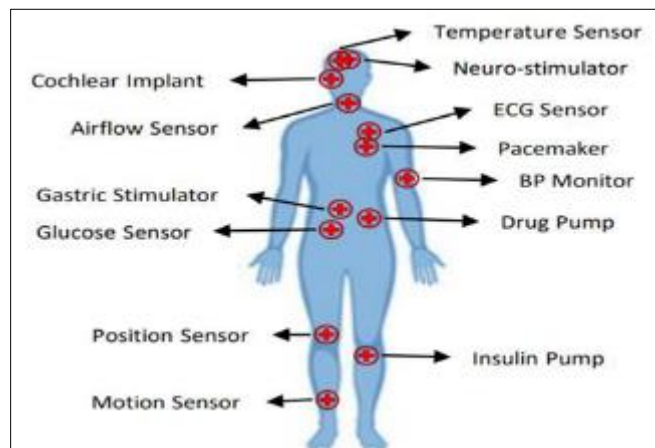 Temperature Sensor
Neuro-stimulator
Cochlear Implant
ECG Sensor
Airflow Sensor
Pacemaker
BP Monitor
Gastric Stimulator
Drug Pump
Glucose Sensor
Position Sensor
Insulin Pump
Motion Sensor